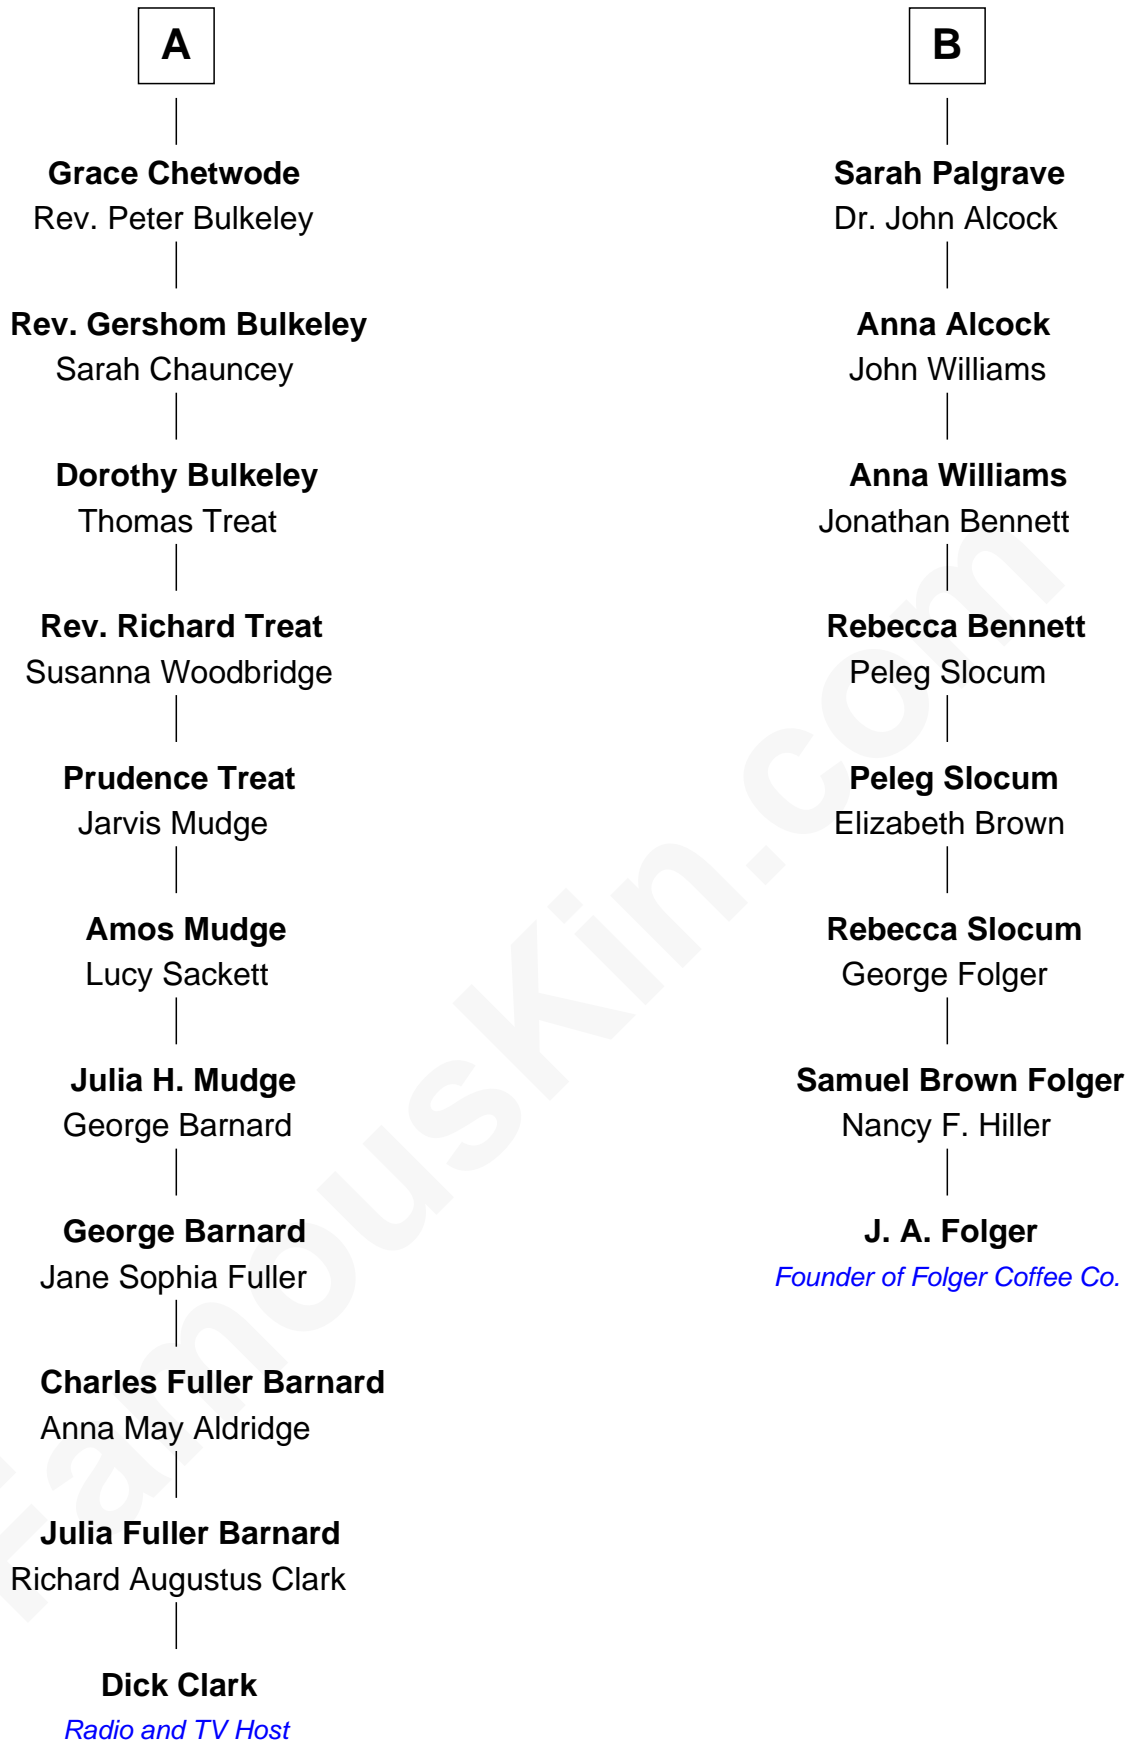 A
Grace Chetwode
Rev. Peter Bulkeley
Rev. Gershom Bulkeley
Sarah Chauncey
Dorothy Bulkeley
Thomas Treat
Rev. Richard Treat
Susanna Woodbridge
Prudence Treat
Jarvis Mudge
Amos Mudge
Lucy Sackett
Julia H. Mudge
George Barnard
George Barnard
Jane Sophia Fuller
Charles Fuller Barnard
Anna May Aldridge
Julia Fuller Barnard
Richard Augustus Clark
Dick Clark
Radio and TV Host
B
Sarah Palgrave
Dr. John Alcock
Anna Alcock
John Williams
Anna Williams
Jonathan Bennett
Rebecca Bennett
Peleg Slocum
Peleg Slocum
Elizabeth Brown
Rebecca Slocum
George Folger
Samuel Brown Folger
Nancy F. Hiller
J. A. Folger
Founder of Folger Coffee Co.
FamousKin.com